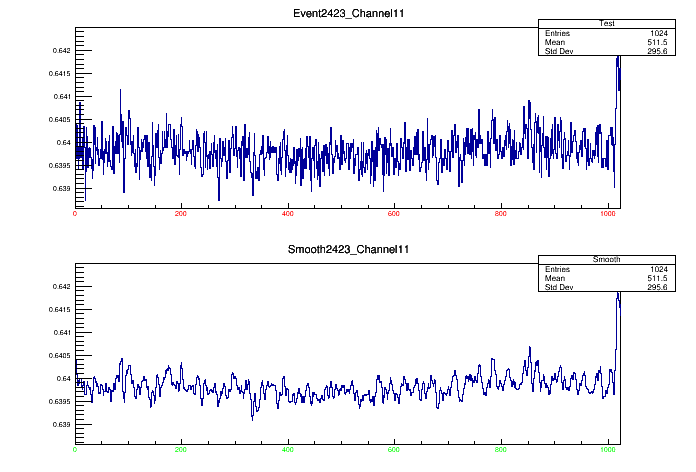 Event2423_Channel11
Test
Entries 1024
Mean 511.5
Std Dev 295.6
0.642
0.6415
0.641
0.6405
0.64
0.6395
0.639
0 200 400 600 800 1000
Smooth2423_Channel11
Smooth
Entries 1024
Mean 511.5
Std Dev 295.6
0.642
0.6415
0.641
0.6405
0.64
0.6395
0.639
0 200 400 600 800 1000